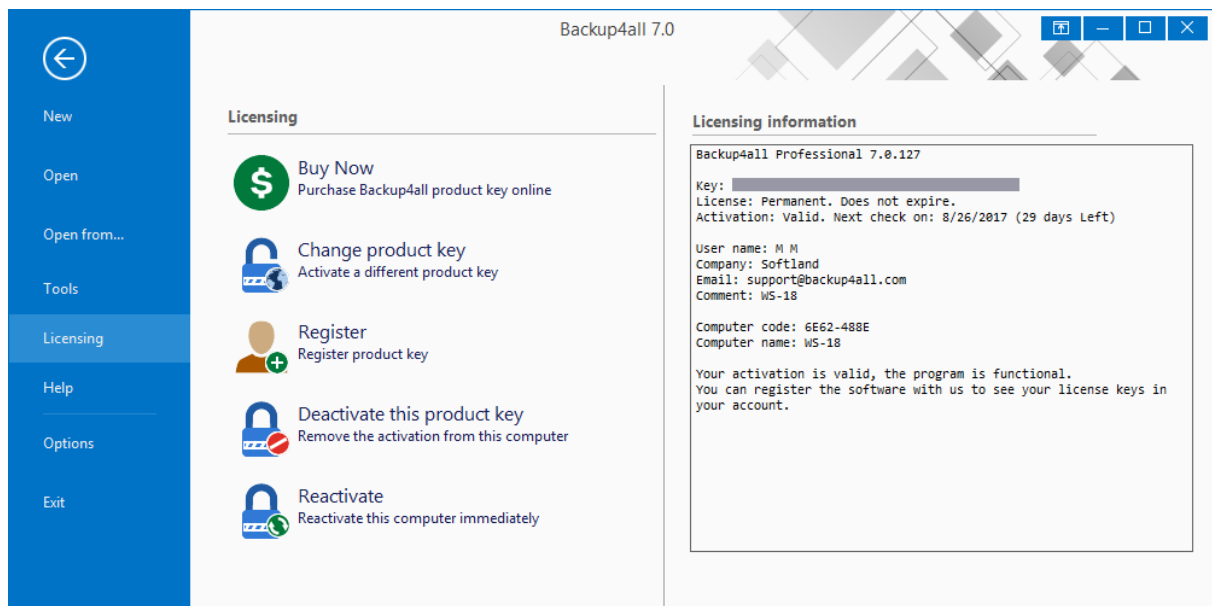 Backup4all 7.0
New
Open
Open from...
Tools
Licensing
Help
Options
Exit
Licensing
Buy Now
Purchase Backup4all product key online
Change product key
Activate a different product key
Register
Register product key
Deactivate this product key
Remove the activation from this computer
Reactivate
Reactivate this computer immediately
Licensing information
Backup4all Professional 7.0.127
Key:
License: Permanent. Does not expire.
Activation: Valid. Next check on: 8/26/2017 (29 days Left)
User name: M M
Company: Softland
Email: support@backup4all.com
Comment: WS-18
Computer code: 6E62-488E
Computer name: WS-18
Your activation is valid, the program is functional.
You can register the software with us to see your license keys in
your account.